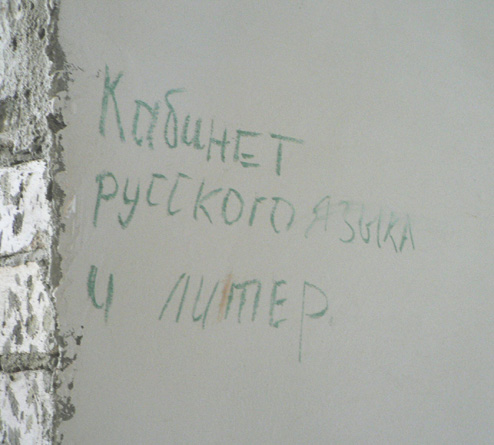 Кабинет
русского языка
и литер.